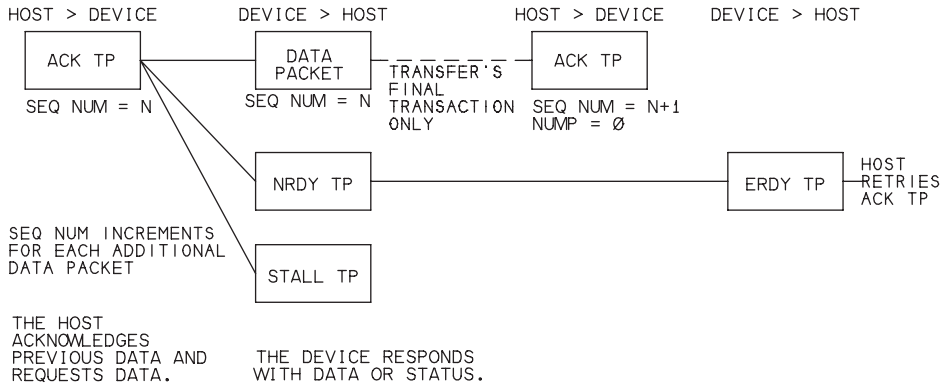 HOST > DEVICE
DEVICE > HOST
HOST > DEVICE
DEVICE > HOST
ACK TP
SEQ NUM = N
DATA
PACKET
SEQ NUM = N
TRANSFER'S
FINAL
TRANSACTION
ONLY
ACK TP
SEQ NUM = N+1
NUMP = Ø
NRDY TP
ERDY TP
HOST
RETRIES
ACK TP
SEQ NUM INCREMENTS
FOR EACH ADDITIONAL
DATA PACKET
STALL TP
THE HOST
ACKNOWLEDGES
PREVIOUS DATA AND
REQUESTS DATA.
THE DEVICE RESPONDS
WITH DATA OR STATUS.